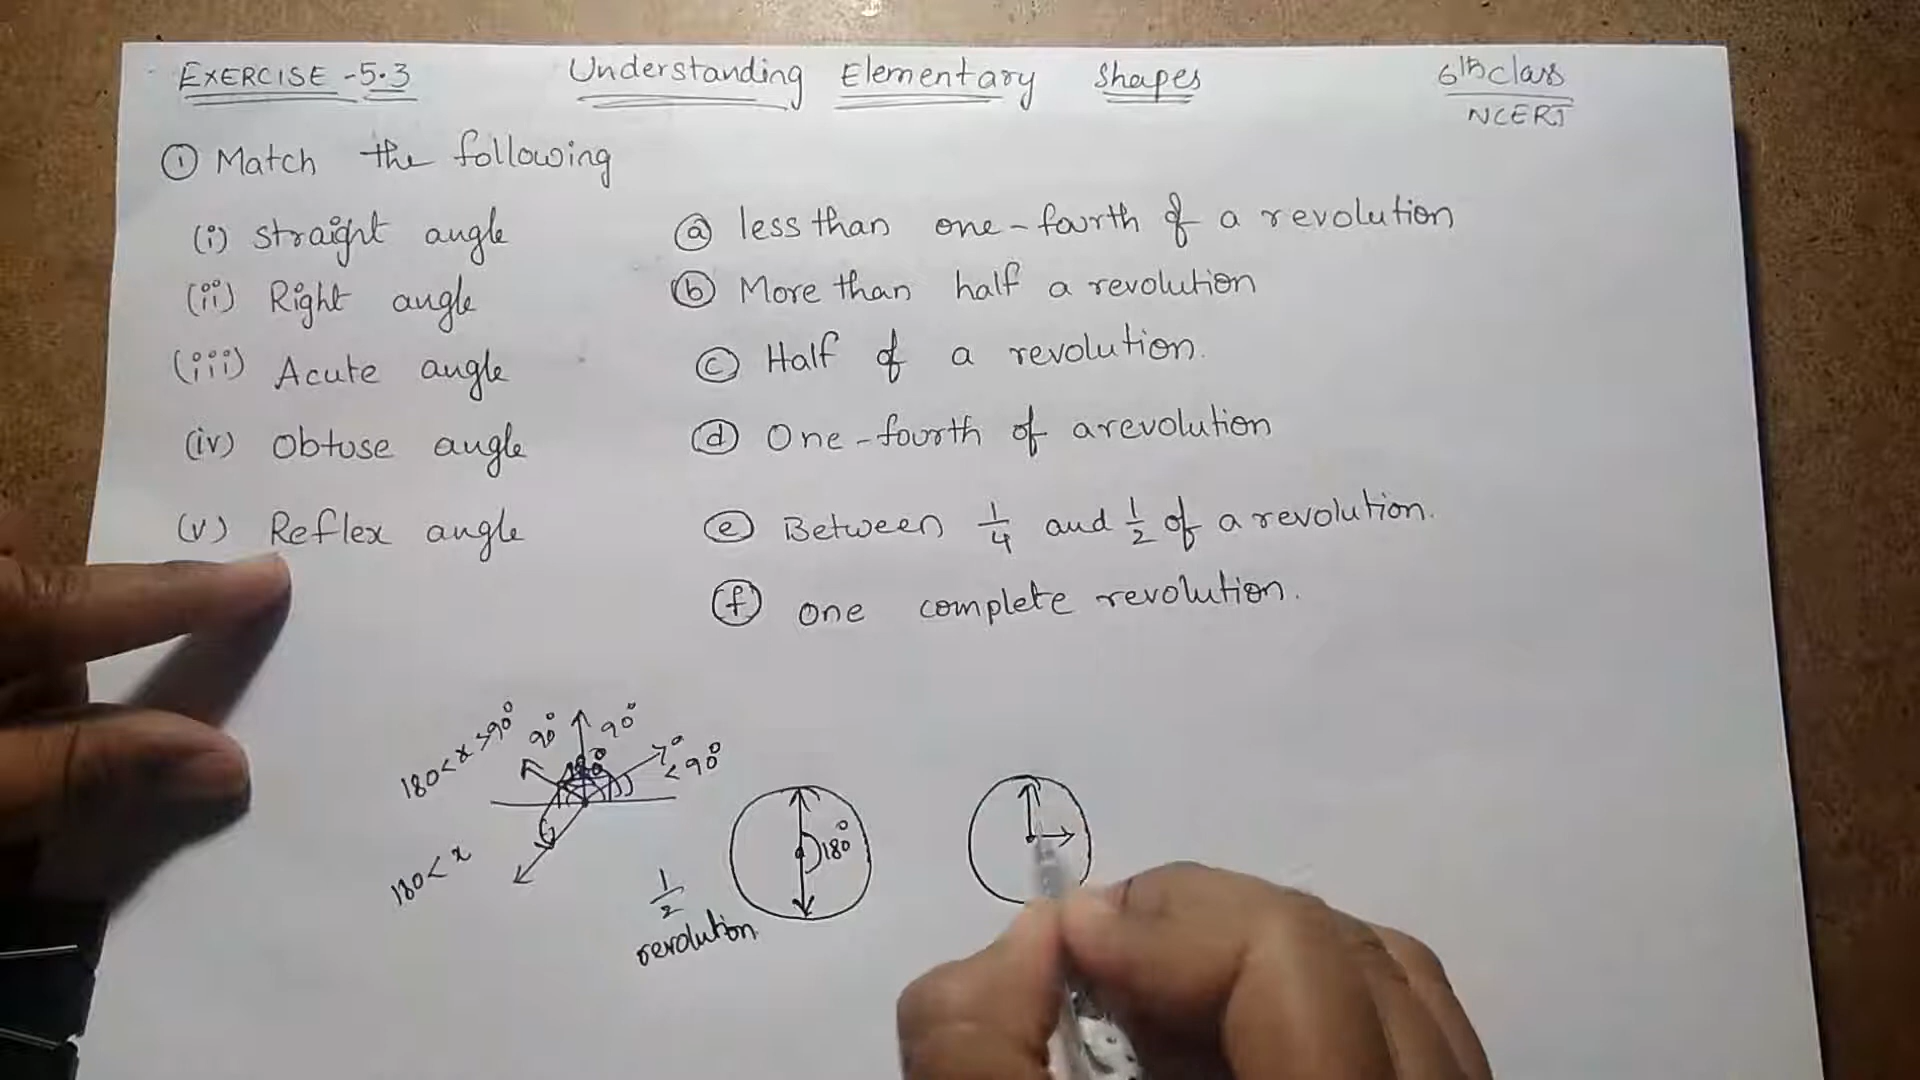 EXERCISE -5.3 Understanding Elementary Shapes 6th class
NCERT
① Match the following
(i) straight angle ⓐ less than one-fourth of a revolution
(ii) Right angle ⓑ More than half a revolution
(iii) Acute angle ⓒ Half of a revolution.
(iv) Obtuse angle ⓓ One-fourth of a revolution
(v) Reflex angle ⓔ Between 1/4 and 1/2 of a revolution.
ⓕ one complete revolution.
180 < x > 90° 90° 90°
< 90°
180°
180 < x
180°
1/2
revolution